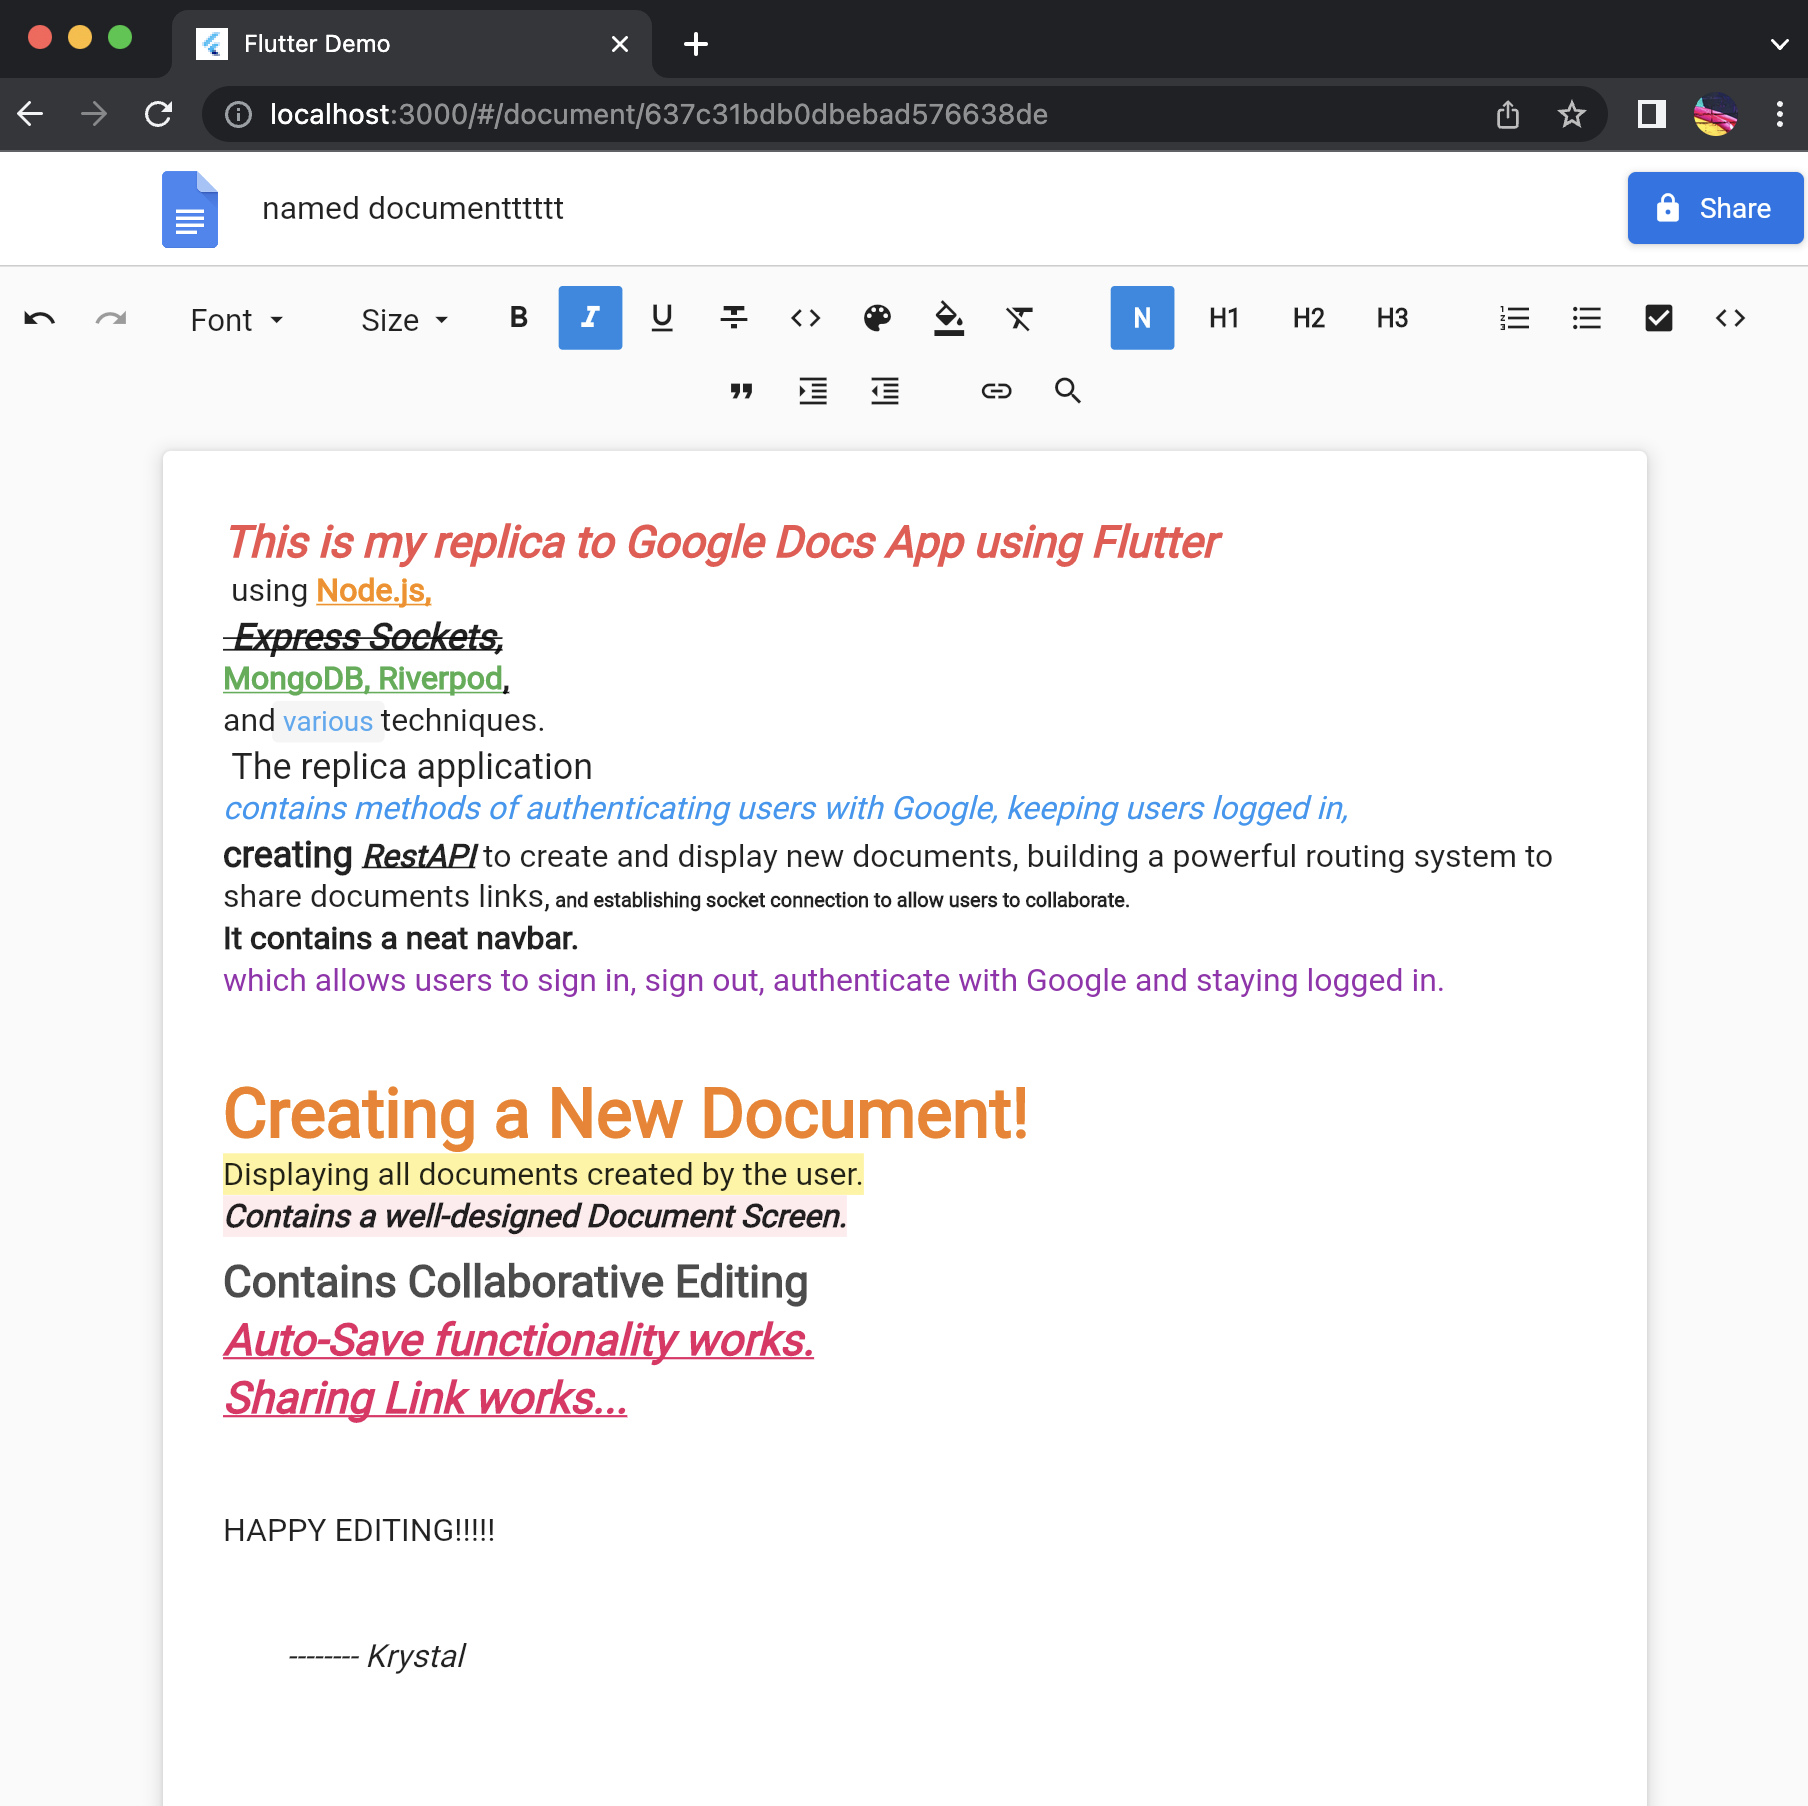 Flutter Demo
localhost:3000/#/document/637c31bdb0dbebad576638de
named documenttttt
Share
Font Size B I U N H1 H2 H3
This is my replica to Google Docs App using Flutter
using Node.js,
Express Sockets,
MongoDB, Riverpod,
and various techniques.
The replica application
contains methods of authenticating users with Google, keeping users logged in,
creating RestAPI to create and display new documents, building a powerful routing system to
share documents links, and establishing socket connection to allow users to collaborate.
It contains a neat navbar.
which allows users to sign in, sign out, authenticate with Google and staying logged in.
Creating a New Document!
Displaying all documents created by the user.
Contains a well-designed Document Screen.
Contains Collaborative Editing
Auto-Save functionality works.
Sharing Link works...
HAPPY EDITING!!!!!
-------- Krystal